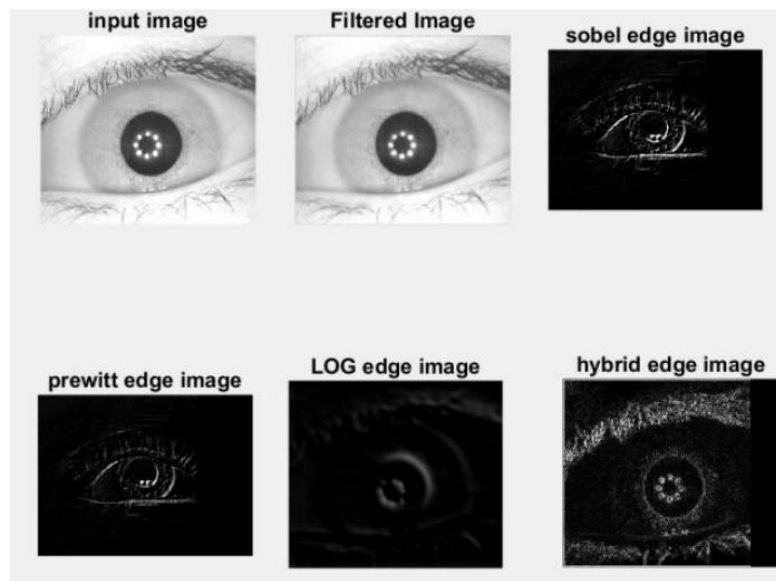 input image
Filtered Image
sobel edge image
prewitt edge image
LOG edge image
hybrid edge image